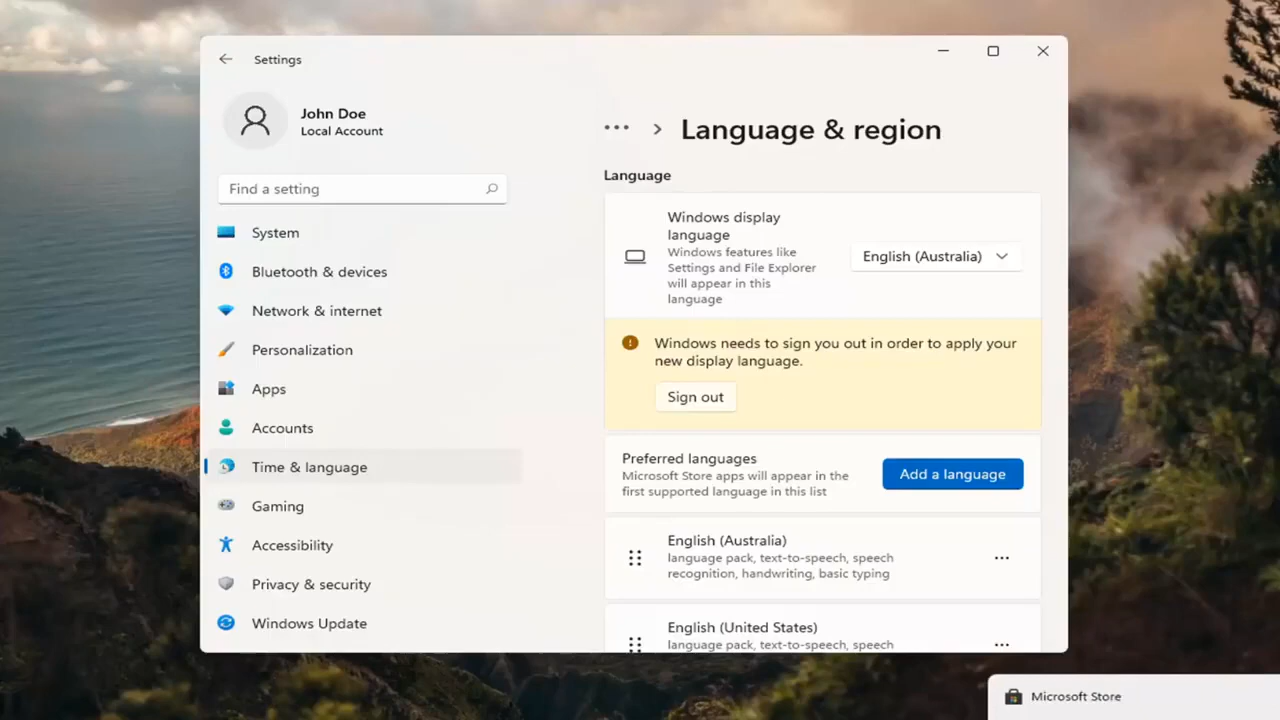 Settings
John Doe
Local Account
Find a setting
System
Bluetooth & devices
Network & internet
Personalization
Apps
Accounts
Time & language
Gaming
Accessibility
Privacy & security
Windows Update
Language & region
Language
Windows display
language
Windows features like
Settings and File Explorer
will appear in this
language
English (Australia)
Windows needs to sign you out in order to apply your
new display language.
Sign out
Preferred languages
Microsoft Store apps will appear in the
first supported language in this list
Add a language
English (Australia)
language pack, text-to-speech, speech
recognition, handwriting, basic typing
English (United States)
language pack, text-to-speech, speech
Microsoft Store